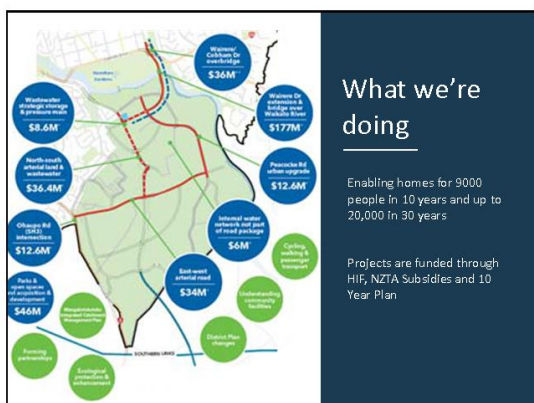 Wairere/
Cobham Dr
overbridge
$36M
Wastewater
strategic storage
& pressure main
$8.6M
Wairere Dr
extension &
bridge over
Waikato River
$177M
North-south
arterial land &
wastewater
$36.4M
Peacocke Rd
urban upgrade
$12.6M
Ohaupo Rd
(SH3)
intersection
$12.6M
Internal water
network not part
of road package
$6M
Cycling,
walking &
passenger
transport
East-west
arterial road
$34M
Parks &
open spaces
land acquisition &
development
$46M
Understanding
community
facilities
Mangakotukutuku
Integrated Catchment
Management Plan
District Plan
changes
Forming
partnerships
SOUTHERN LINKS
Ecological
protection &
enhancement
What we're
doing
Enabling homes for 9000
people in 10 years and up to
20,000 in 30 years
Projects are funded through
HIF, NZTA Subsidies and 10
Year Plan